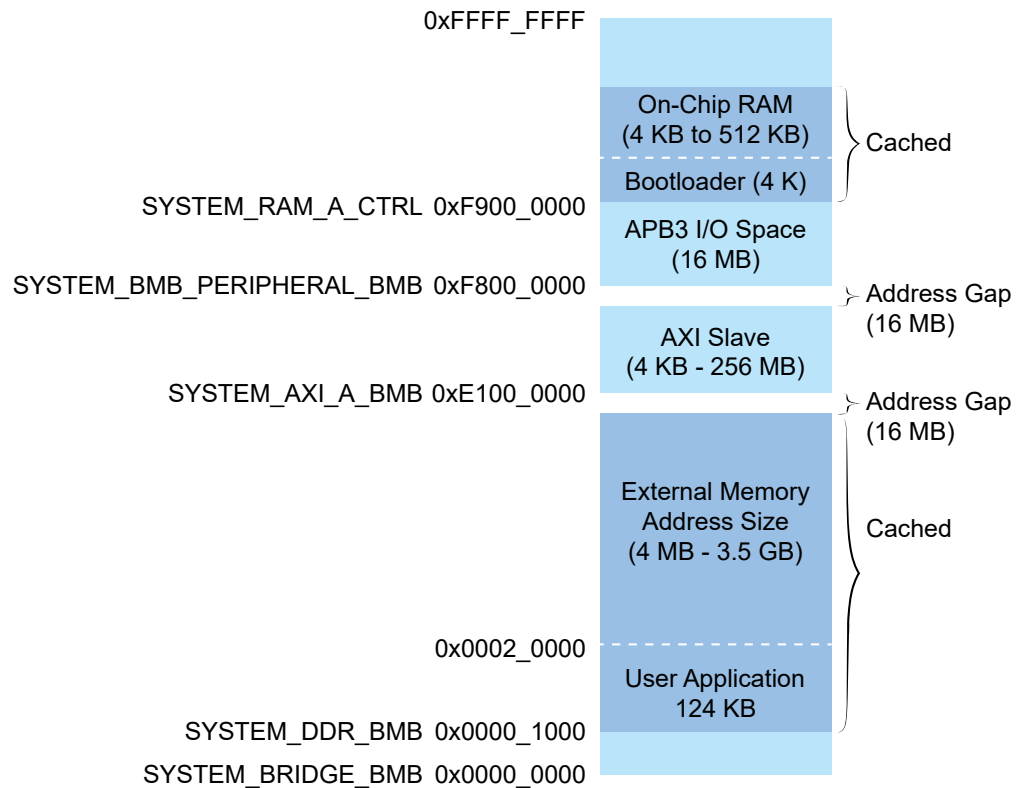 0xFFFF_FFFF
On-Chip RAM
(4 KB to 512 KB)
Cached
Bootloader (4 K)
SYSTEM_RAM_A_CTRL 0xF900_0000
APB3 I/O Space
(16 MB)
SYSTEM_BMB_PERIPHERAL_BMB 0xF800_0000
Address Gap
(16 MB)
AXI Slave
(4 KB - 256 MB)
SYSTEM_AXI_A_BMB 0xE100_0000
Address Gap
(16 MB)
External Memory
Address Size
(4 MB - 3.5 GB)
Cached
0x0002_0000
User Application
124 KB
SYSTEM_DDR_BMB 0x0000_1000
SYSTEM_BRIDGE_BMB 0x0000_0000